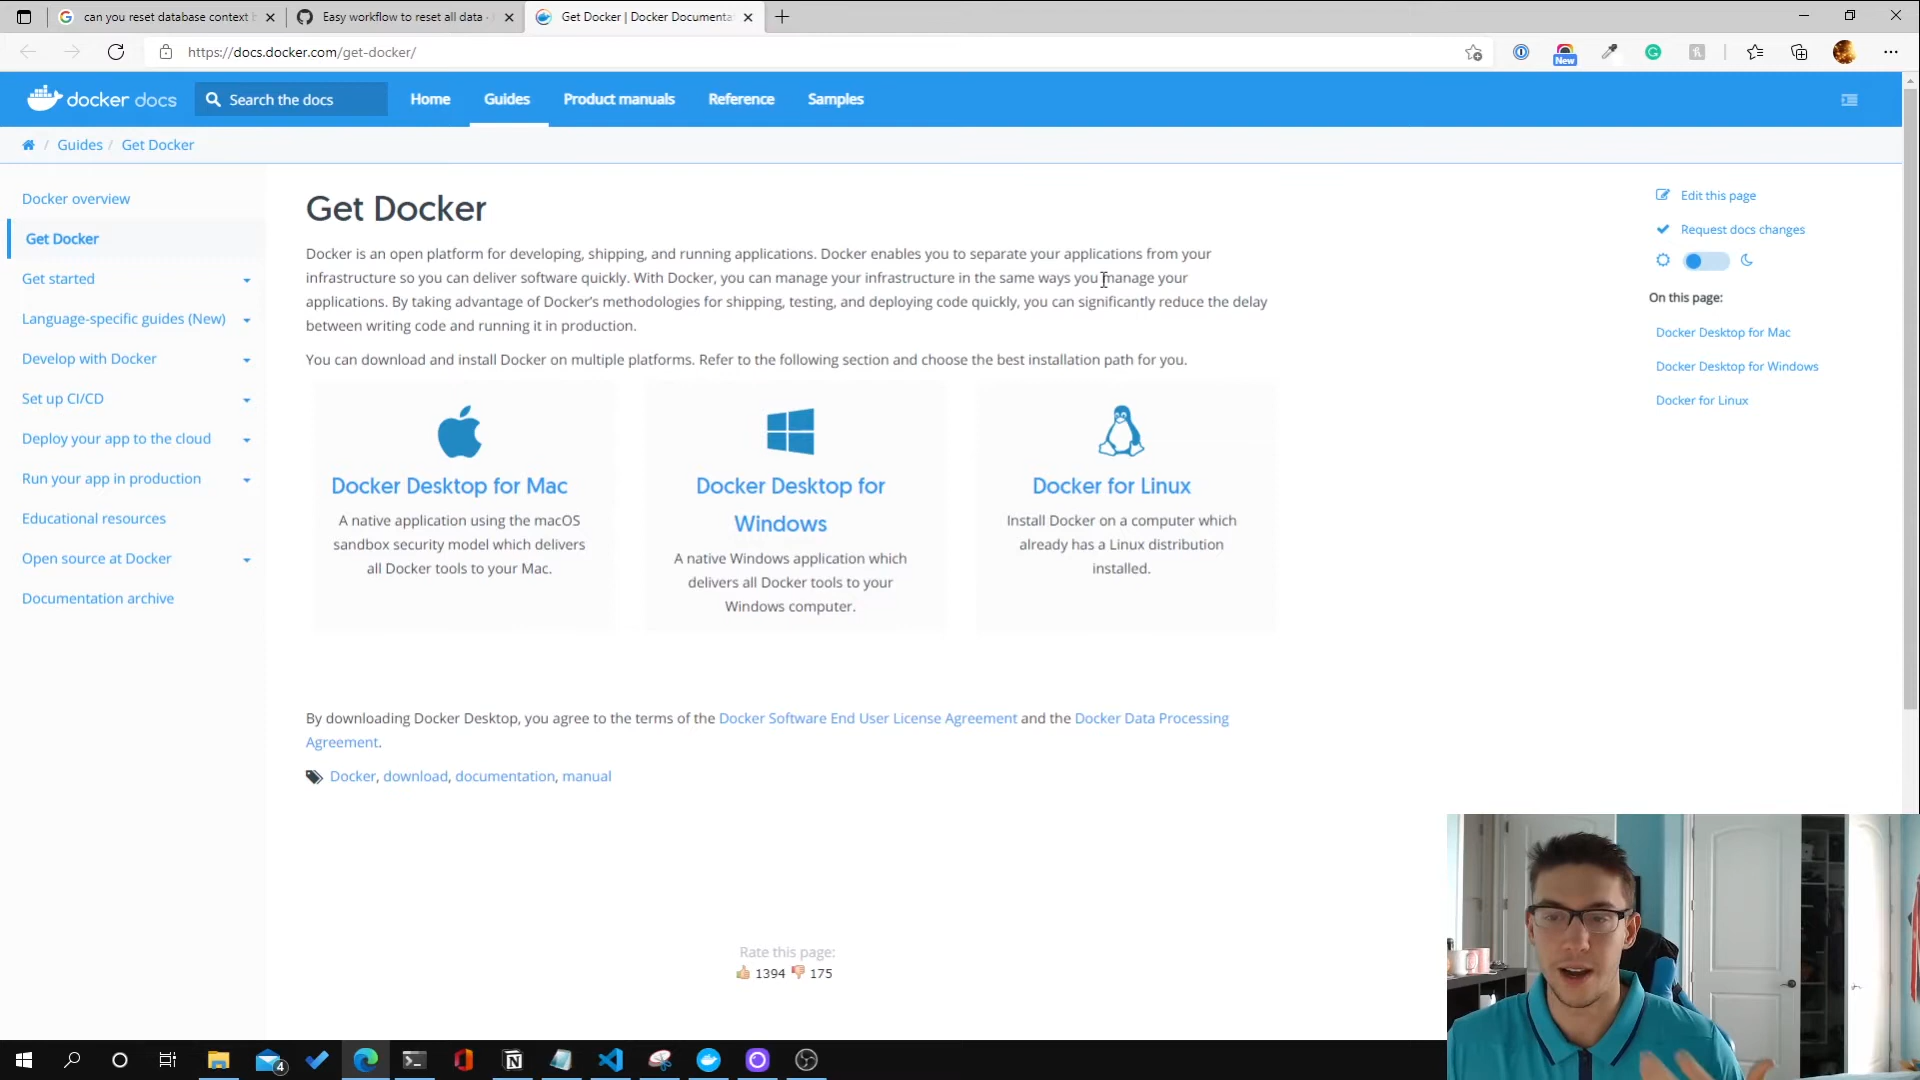 can you reset database context b
Easy workflow to reset all data ·
Get Docker | Docker Documenta
https://docs.docker.com/get-docker/
New
docker docs
Search the docs
Home
Guides
Product manuals
Reference
Samples
/ Guides / Get Docker
Docker overview
Get Docker
Get started
Language-specific guides (New)
Develop with Docker
Set up CI/CD
Deploy your app to the cloud
Run your app in production
Educational resources
Open source at Docker
Documentation archive
Get Docker
Docker is an open platform for developing, shipping, and running applications. Docker enables you to separate your applications from your
infrastructure so you can deliver software quickly. With Docker, you can manage your infrastructure in the same ways you manage your
applications. By taking advantage of Docker's methodologies for shipping, testing, and deploying code quickly, you can significantly reduce the delay
between writing code and running it in production.
You can download and install Docker on multiple platforms. Refer to the following section and choose the best installation path for you.
Docker Desktop for Mac
A native application using the macOS
sandbox security model which delivers
all Docker tools to your Mac.
Docker Desktop for
Windows
A native Windows application which
delivers all Docker tools to your
Windows computer.
Docker for Linux
Install Docker on a computer which
already has a Linux distribution
installed.
By downloading Docker Desktop, you agree to the terms of the Docker Software End User License Agreement and the Docker Data Processing
Agreement.
Docker, download, documentation, manual
Rate this page:
1394 175
Edit this page
Request docs changes
On this page:
Docker Desktop for Mac
Docker Desktop for Windows
Docker for Linux
4